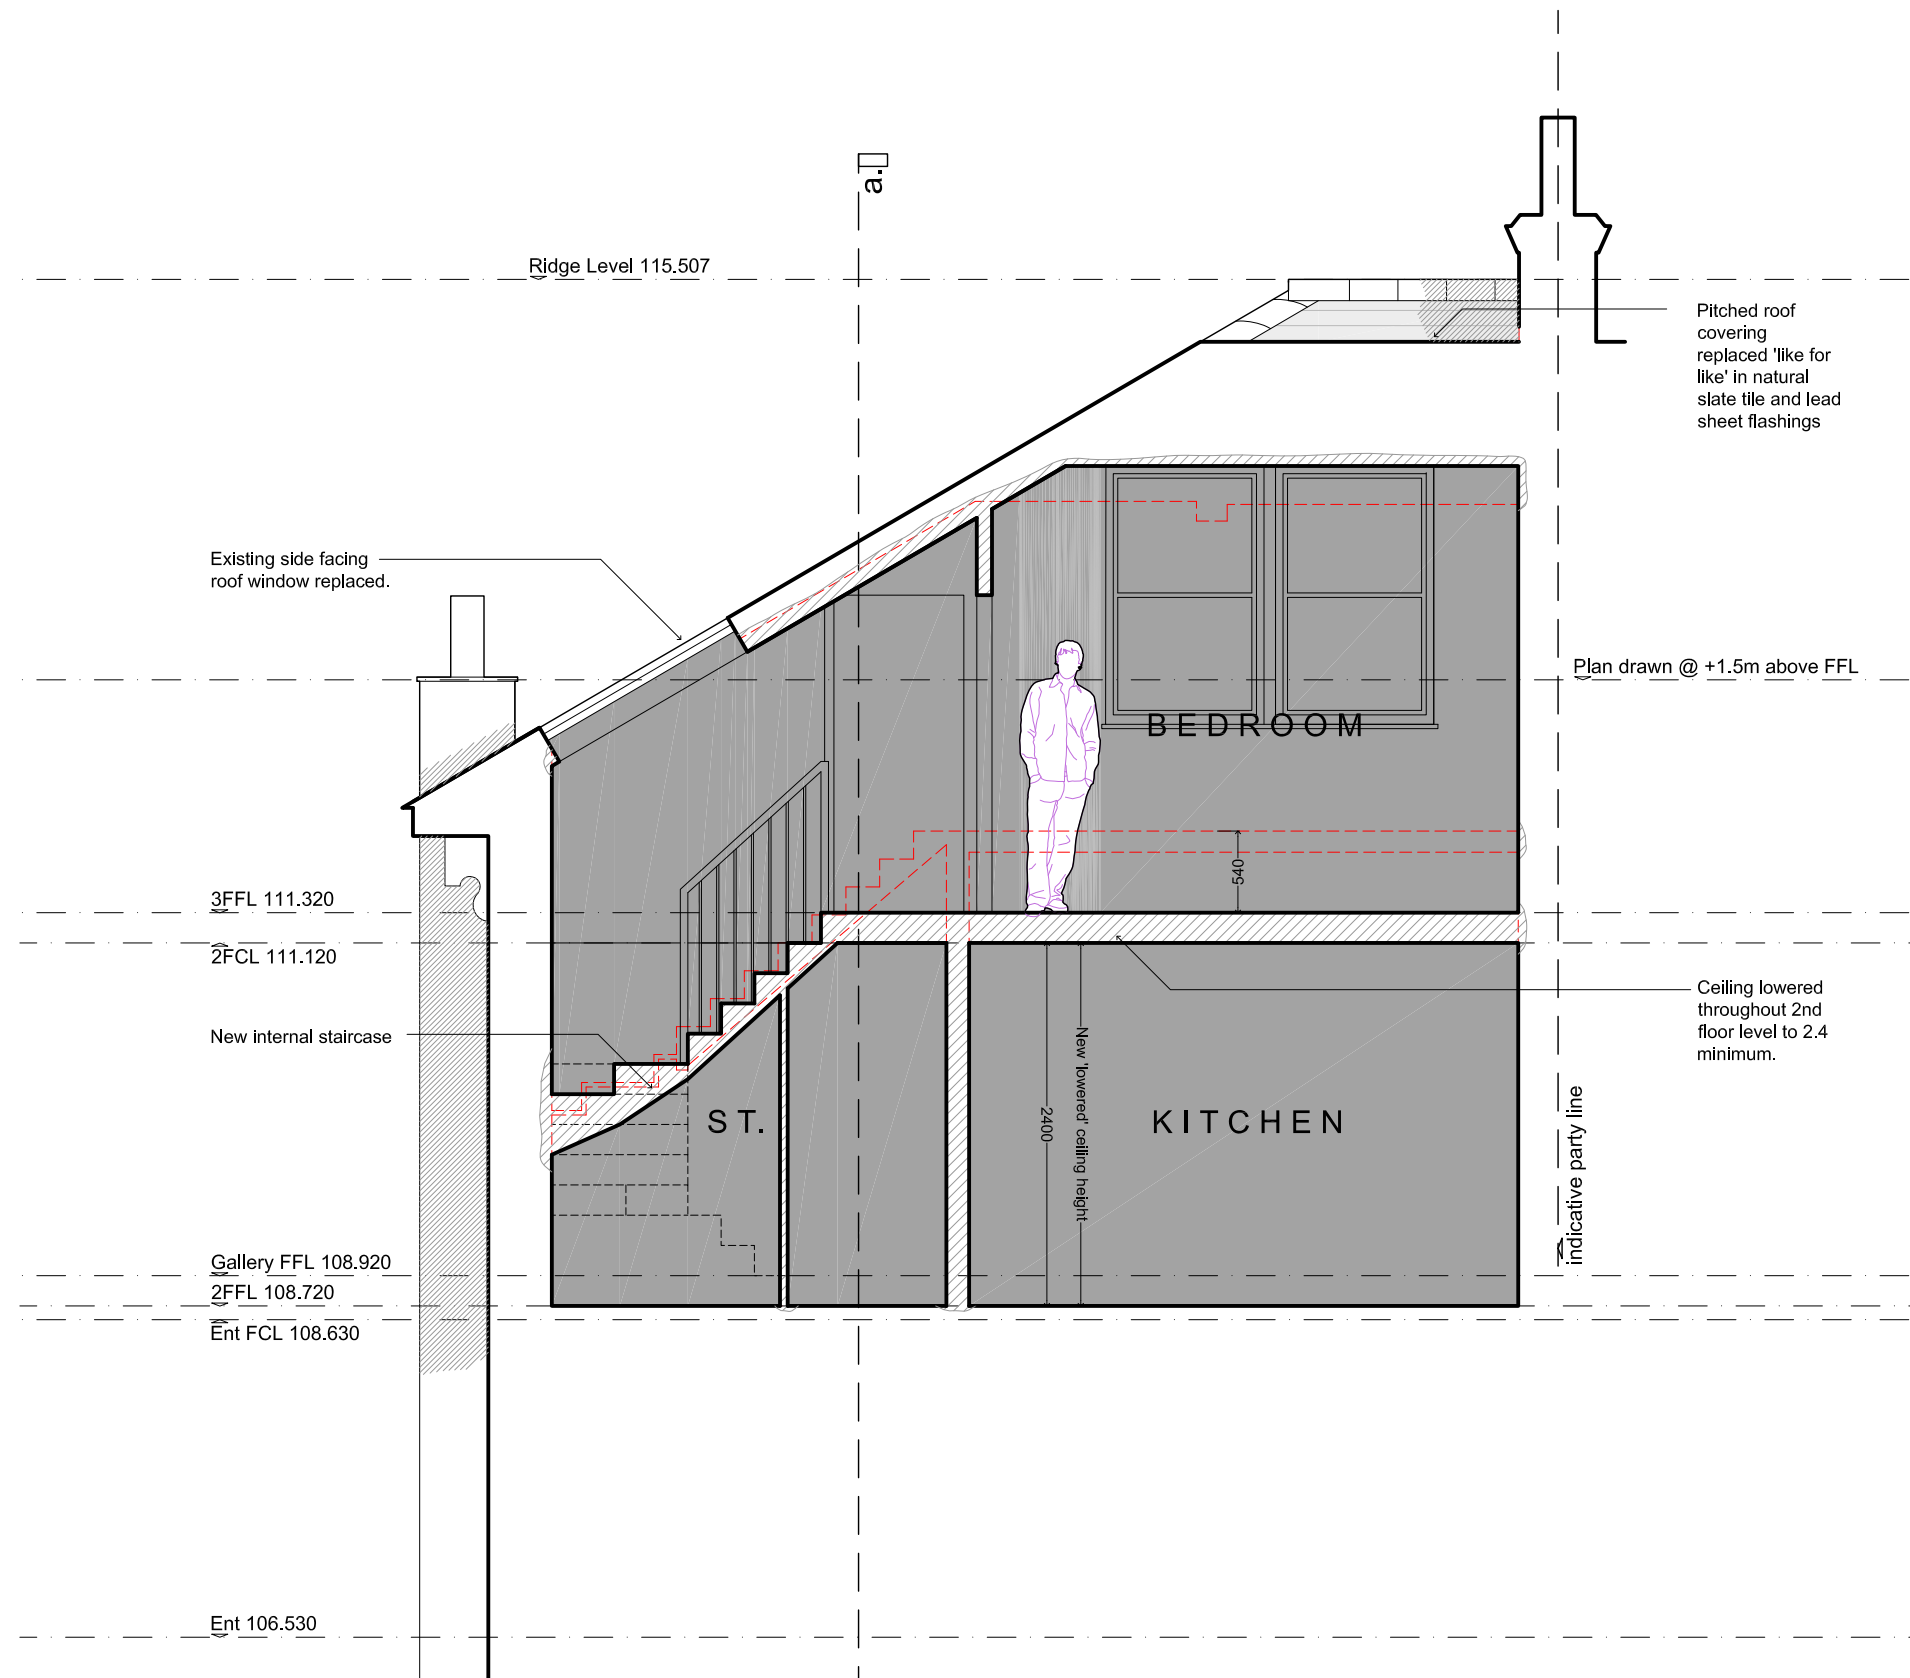 a.
Ridge Level 115.507
Pitched roof
covering
replaced 'like for
like' in natural
slate tile and lead
sheet flashings
Existing side facing
roof window replaced.
Plan drawn @ +1.5m above FFL
BEDROOM
540
3FFL 111.320
2FCL 111.120
Ceiling lowered
throughout 2nd
floor level to 2.4
minimum.
New internal staircase
ST.
2400
New 'lowered' ceiling height
KITCHEN
indicative party line
Gallery FFL 108.920
2FFL 108.720
Ent FCL 108.630
Ent 106.530